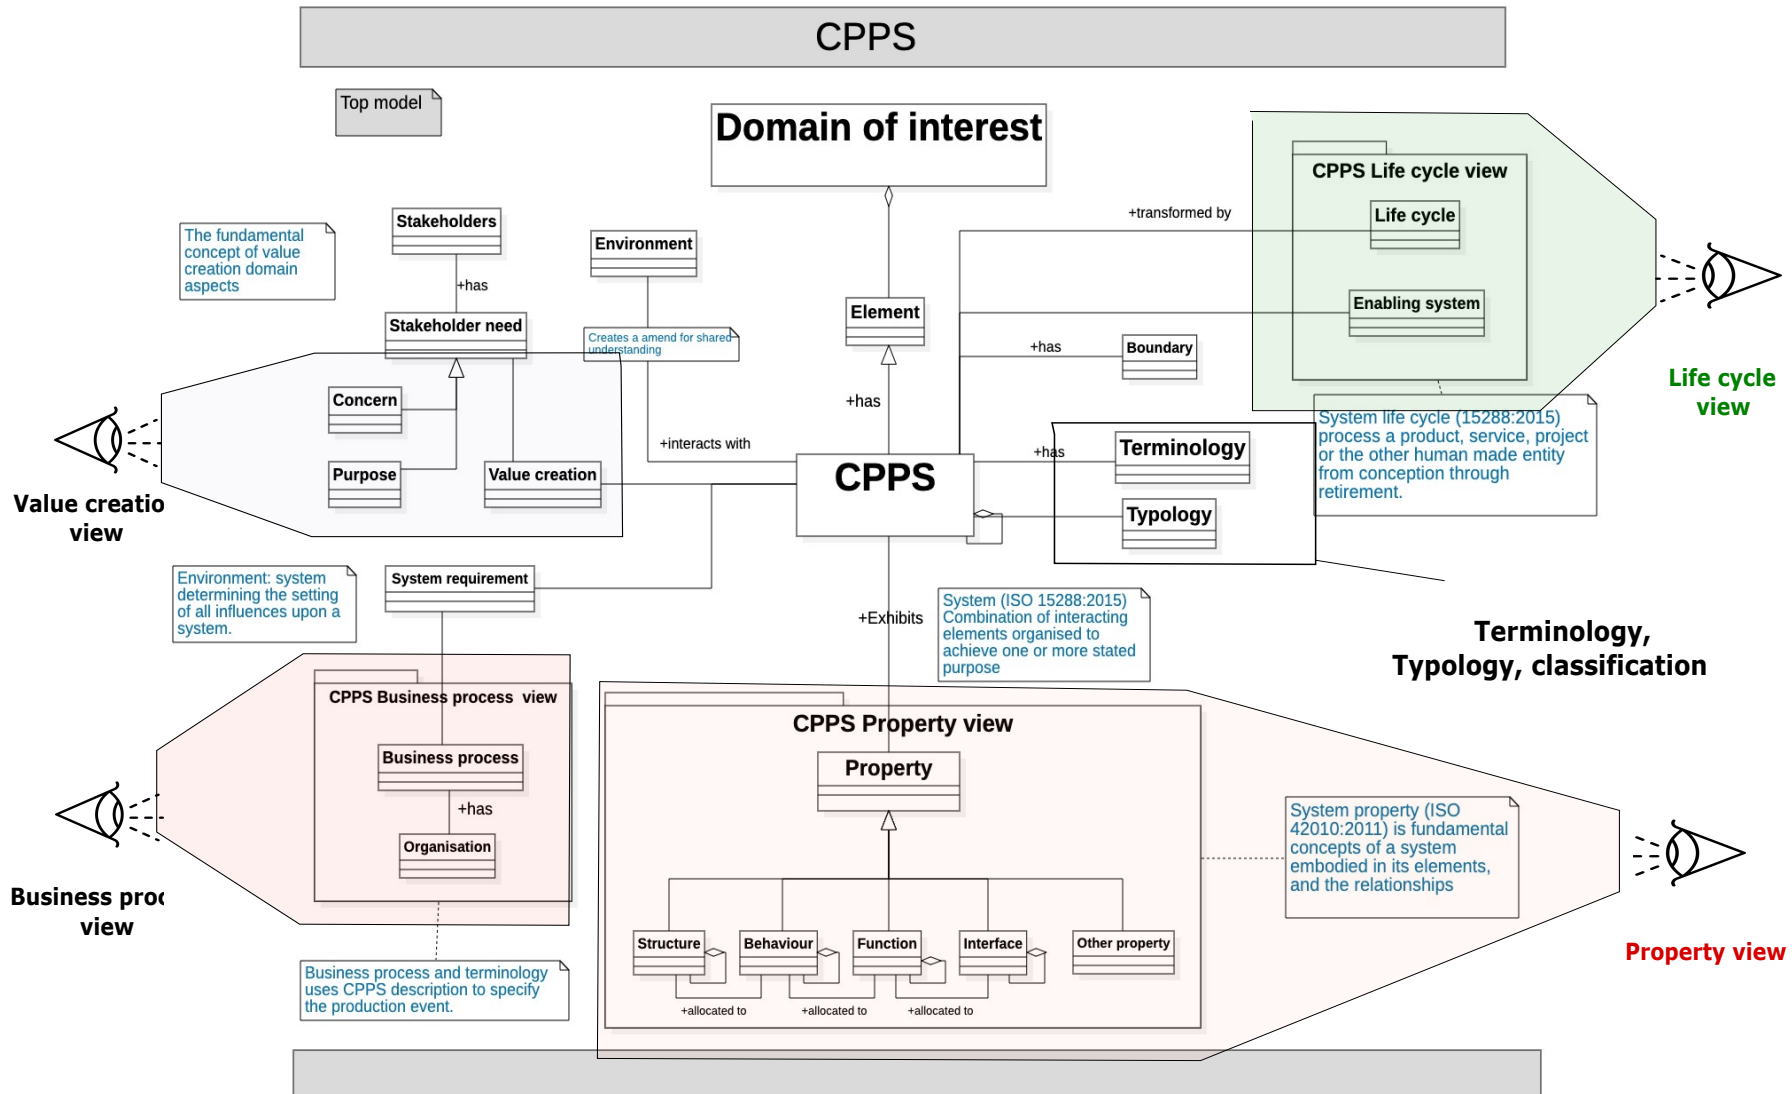 CPPS
Top model
Domain of interest
CPPS Life cycle view
Stakeholders
Life cycle
+transformed by
The fundamental
concept of value
creation domain
aspects
Environment
+has
Enabling system
Element
Stakeholder need
Creates a amend for shared
understanding
+has
Boundary
Life cycle
view
Concern
+has
System life cycle (15288:2015)
process a product, service, project
or the other human made entity
from conception through
retirement.
+interacts with
+has
Terminology
Purpose
Value creation
CPPS
Value creatio
view
Typology
Environment: system
determining the setting
of all influences upon a
system.
System requirement
+Exhibits
System (ISO 15288:2015)
Combination of interacting
elements organised to
achieve one or more stated
purpose
Terminology,
Typology, classification
CPPS Business process  view
CPPS Property view
Business process
Property
+has
Organisation
System property (ISO
42010:2011) is fundamental
concepts of a system
embodied in its elements,
and the relationships
Business proc
view
Structure
Behaviour
Function
Interface
Other property
Property view
Business process and terminology
uses CPPS description to specify
the production event.
+allocated to
+allocated to
+allocated to